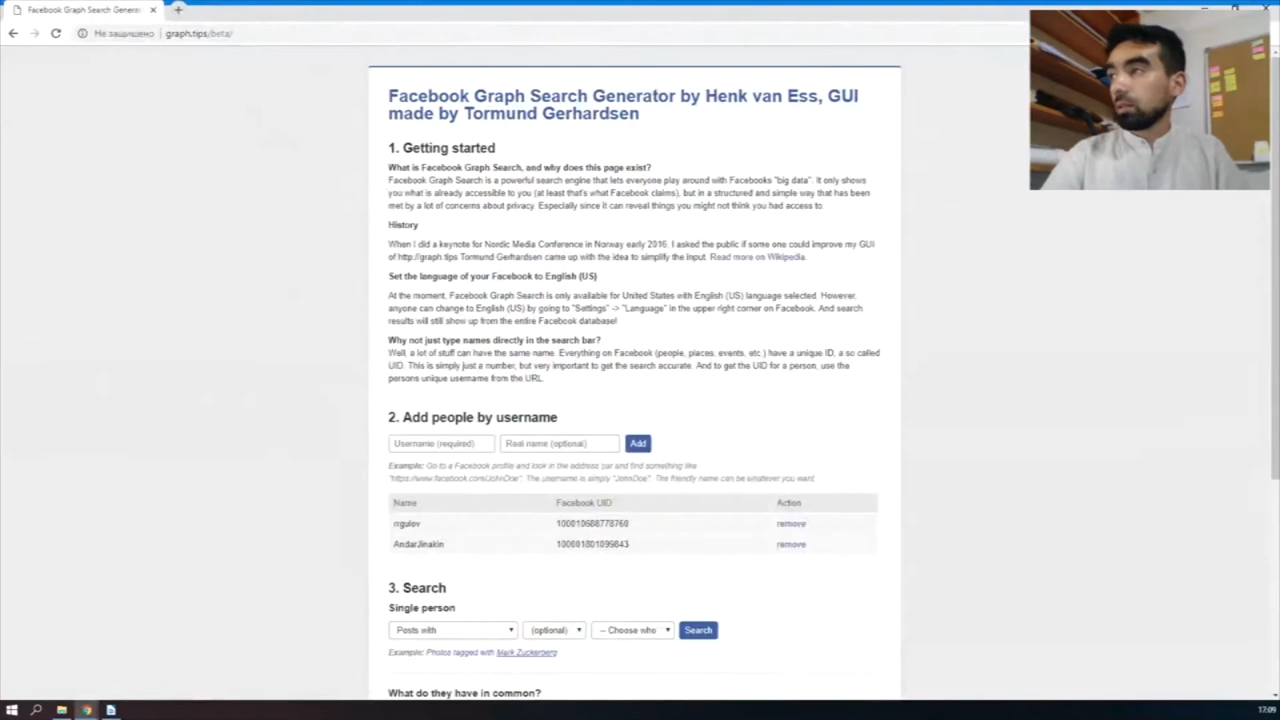 Facebook Graph Search Genera
Не защищено | graph.tips/beta/
Facebook Graph Search Generator by Henk van Ess, GUI
made by Tormund Gerhardsen
1. Getting started
What is Facebook Graph Search, and why does this page exist?
Facebook Graph Search is a powerful search engine that lets everyone play around with Facebooks "big data". It only shows
you what is already accessible to you (at least that's what Facebook claims), but in a structured and simple way that has been
met by a lot of concerns about privacy. Especially since it can reveal things you might not think you had access to
History
When I did a keynote for Nordic Media Conference in Norway early 2016, I asked the public if some one could improve my GUI
of http://graph.tips Tormund Gerhardsen came up with the idea to simplify the input. Read more on Wikipedia.
Set the language of your Facebook to English (US)
At the moment, Facebook Graph Search is only available for United States with English (US) language selected. However,
anyone can change to English (US) by going to "Settings" -> "Language" in the upper right corner on Facebook. And search
results will still show up from the entire Facebook database!
Why not just type names directly in the search bar?
Well, a lot of stuff can have the same name. Everything on Facebook (people, places, events, etc.) have a unique ID, a so called
UID. This is simply just a number, but very important to get the search accurate. And to get the UID for a person, use the
persons unique username from the URL.
2. Add people by username
Username (required) Real name (optional) Add
Example: Go to a Facebook profile and look in the address bar and find something like
"https://www.facebook.com/JohnDoe". The username is simply "JohnDoe". The friendly name can be whatever you want.
Name Facebook UID Action
rrgulov 100010688778760 remove
AndarJinakin 100001801099843 remove
3. Search
Single person
Posts with (optional) -- Choose who Search
Example: Photos tagged with Mark Zuckerberg
What do they have in common?
17:09